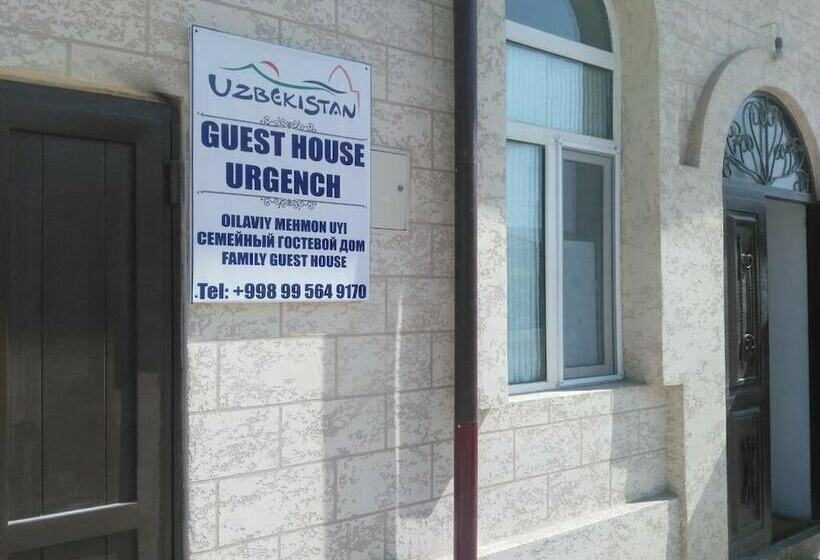 UZBEKISTAN
GUEST HOUSE
URGENCH
OILAVIY MEHMON UYI
СЕМЕЙНЫЙ ГОСТЕВОЙ ДОМ
FAMILY GUEST HOUSE
Tel: +998 99 564 9170